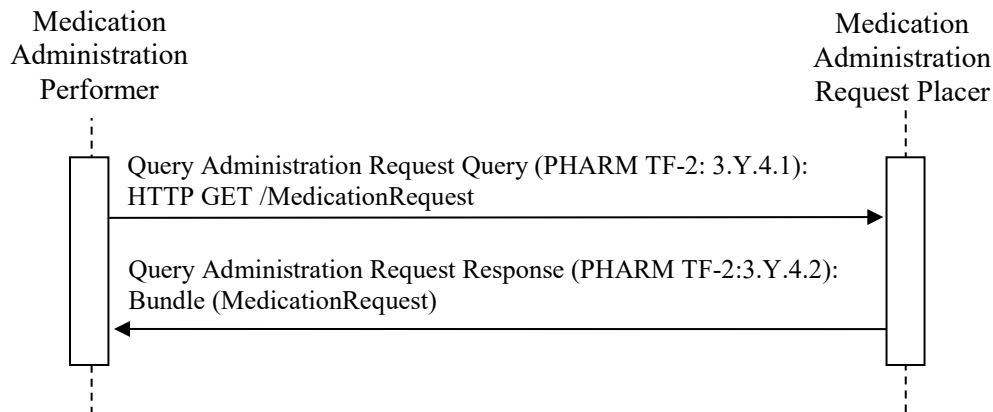 Medication
Administration
Performer
Medication
Administration
Request Placer
Query Administration Request Query (PHARM TF-2: 3.Y.4.1):
HTTP GET /MedicationRequest
Query Administration Request Response (PHARM TF-2:3.Y.4.2):
Bundle (MedicationRequest)